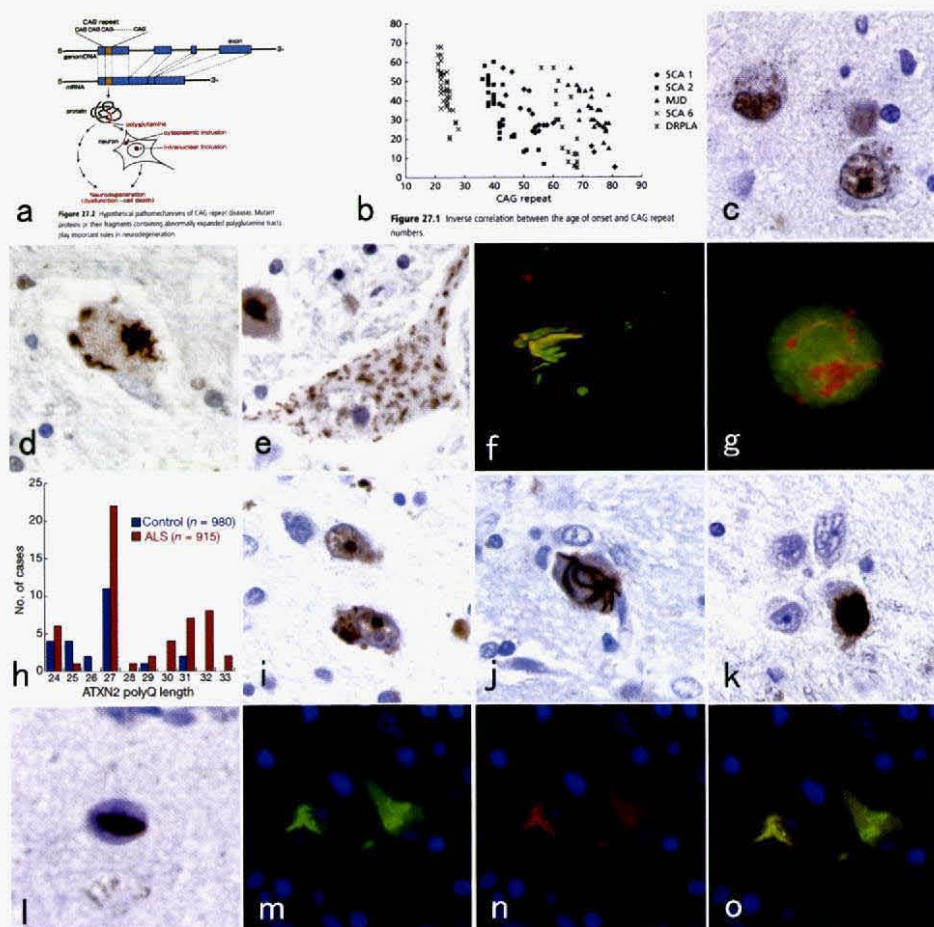 CAG repeat
CAG CAG CAG--------CAG
exon
5-
3-
genomDNA
5-
3-
mRNA
protein
polyglutamine
cytoplasmic inclusion
neuron
intranuclear inclusion
Neurodegeneration
(dysfunction→cell death)
a
Figure 27.2 Hypothetical pathomechanisms of CAG repeat diseases. Mutant
proteins or their fragments containing abnormally expanded polyglutamine tracts
play important roles in neurodegeneration.
80
70
60
50
40
30
20
10
0
10 20 30 40 50 60 70 80 90
CAG repeat
SCA 1
SCA 2
MJD
SCA 6
DRPLA
b
Figure 27.1 Inverse correlation between the age of onset and CAG repeat
numbers.
c
d
e
f
g
25
20
15
10
5
0
No. of cases
Control (n = 980)
ALS (n = 915)
24 25 26 27 28 29 30 31 32 33
ATXN2 polyQ length
h
i
j
k
l
m
n
o